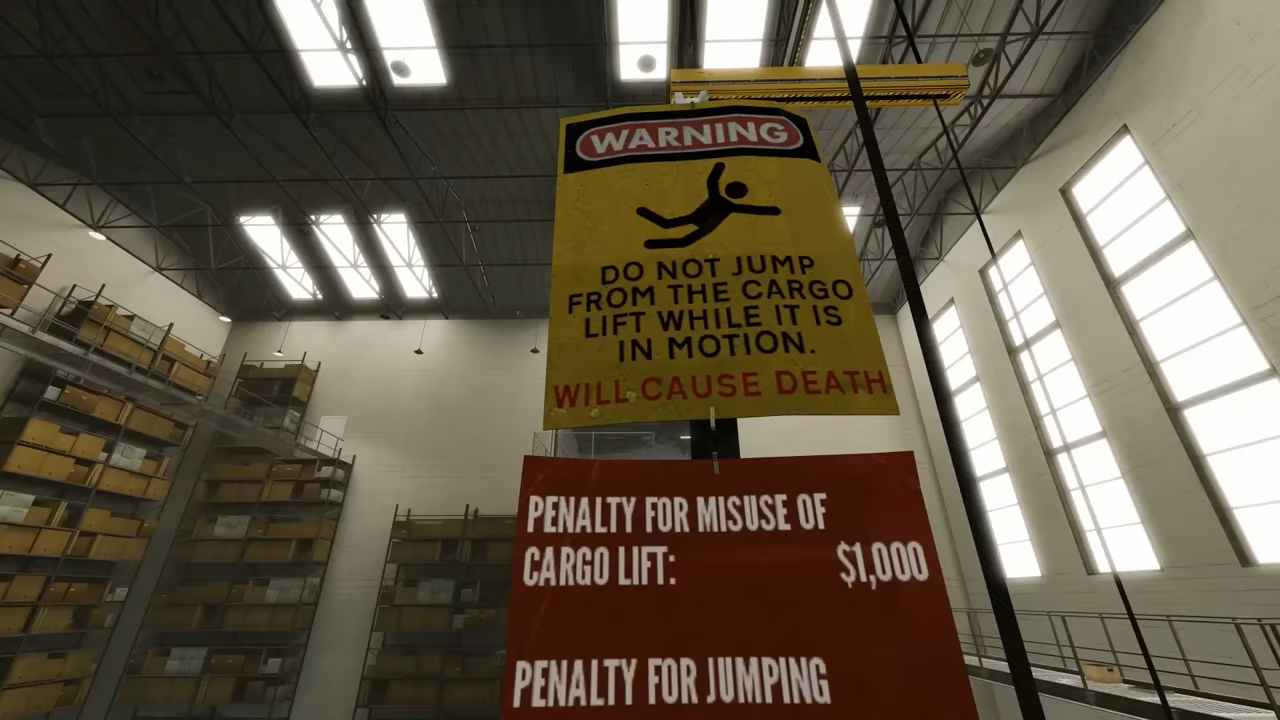 WARNING
DO NOT JUMP
FROM THE CARGO
LIFT WHILE IT IS
IN MOTION.
WILL CAUSE DEATH
PENALTY FOR MISUSE OF
CARGO LIFT: $1,000
PENALTY FOR JUMPING